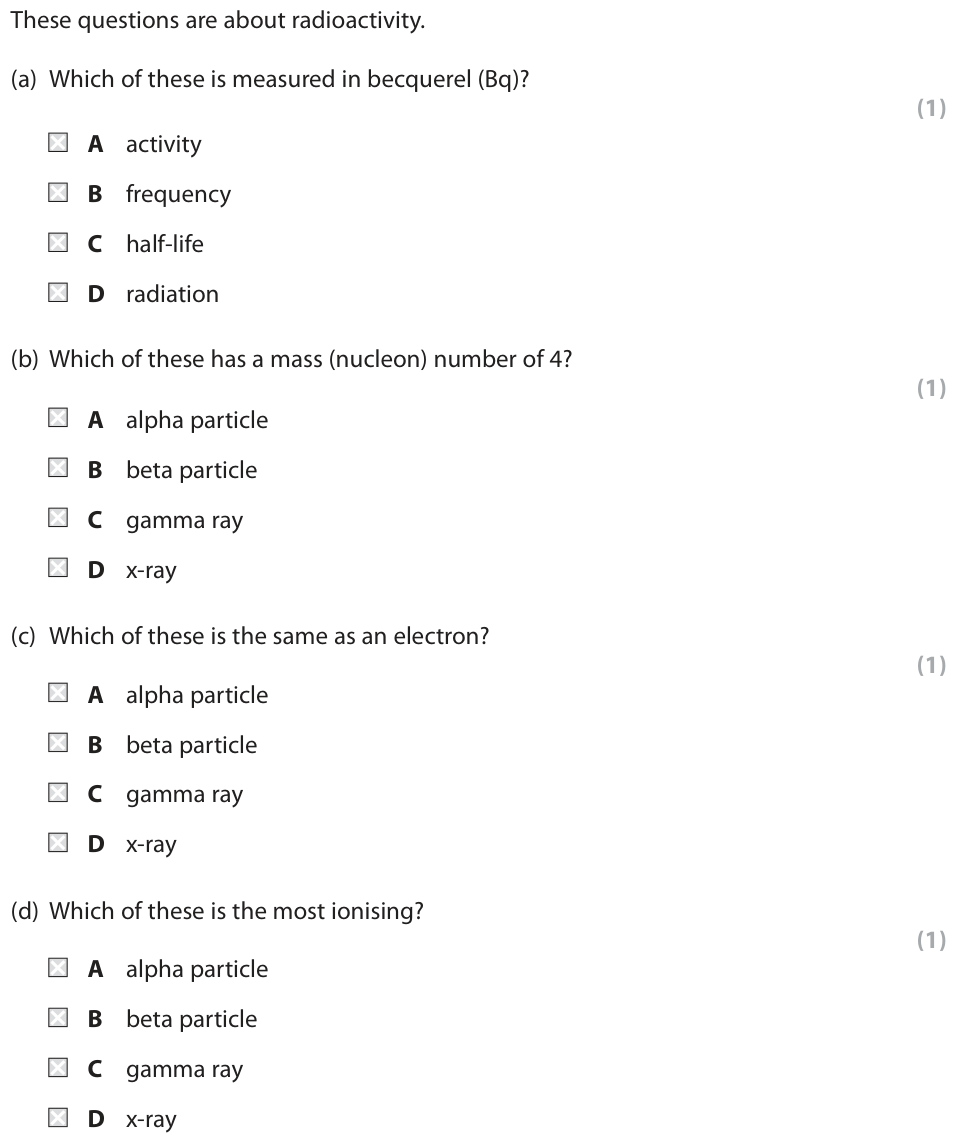 These questions are about radioactivity.
(a) Which of these is measured in becquerel (Bq)?
(1)
A activity
B frequency
C half-life
D radiation
(b) Which of these has a mass (nucleon) number of 4?
(1)
A alpha particle
B beta particle
C gamma ray
D x-ray
(c) Which of these is the same as an electron?
(1)
A alpha particle
B beta particle
C gamma ray
D x-ray
(d) Which of these is the most ionising?
(1)
A alpha particle
B beta particle
C gamma ray
D x-ray